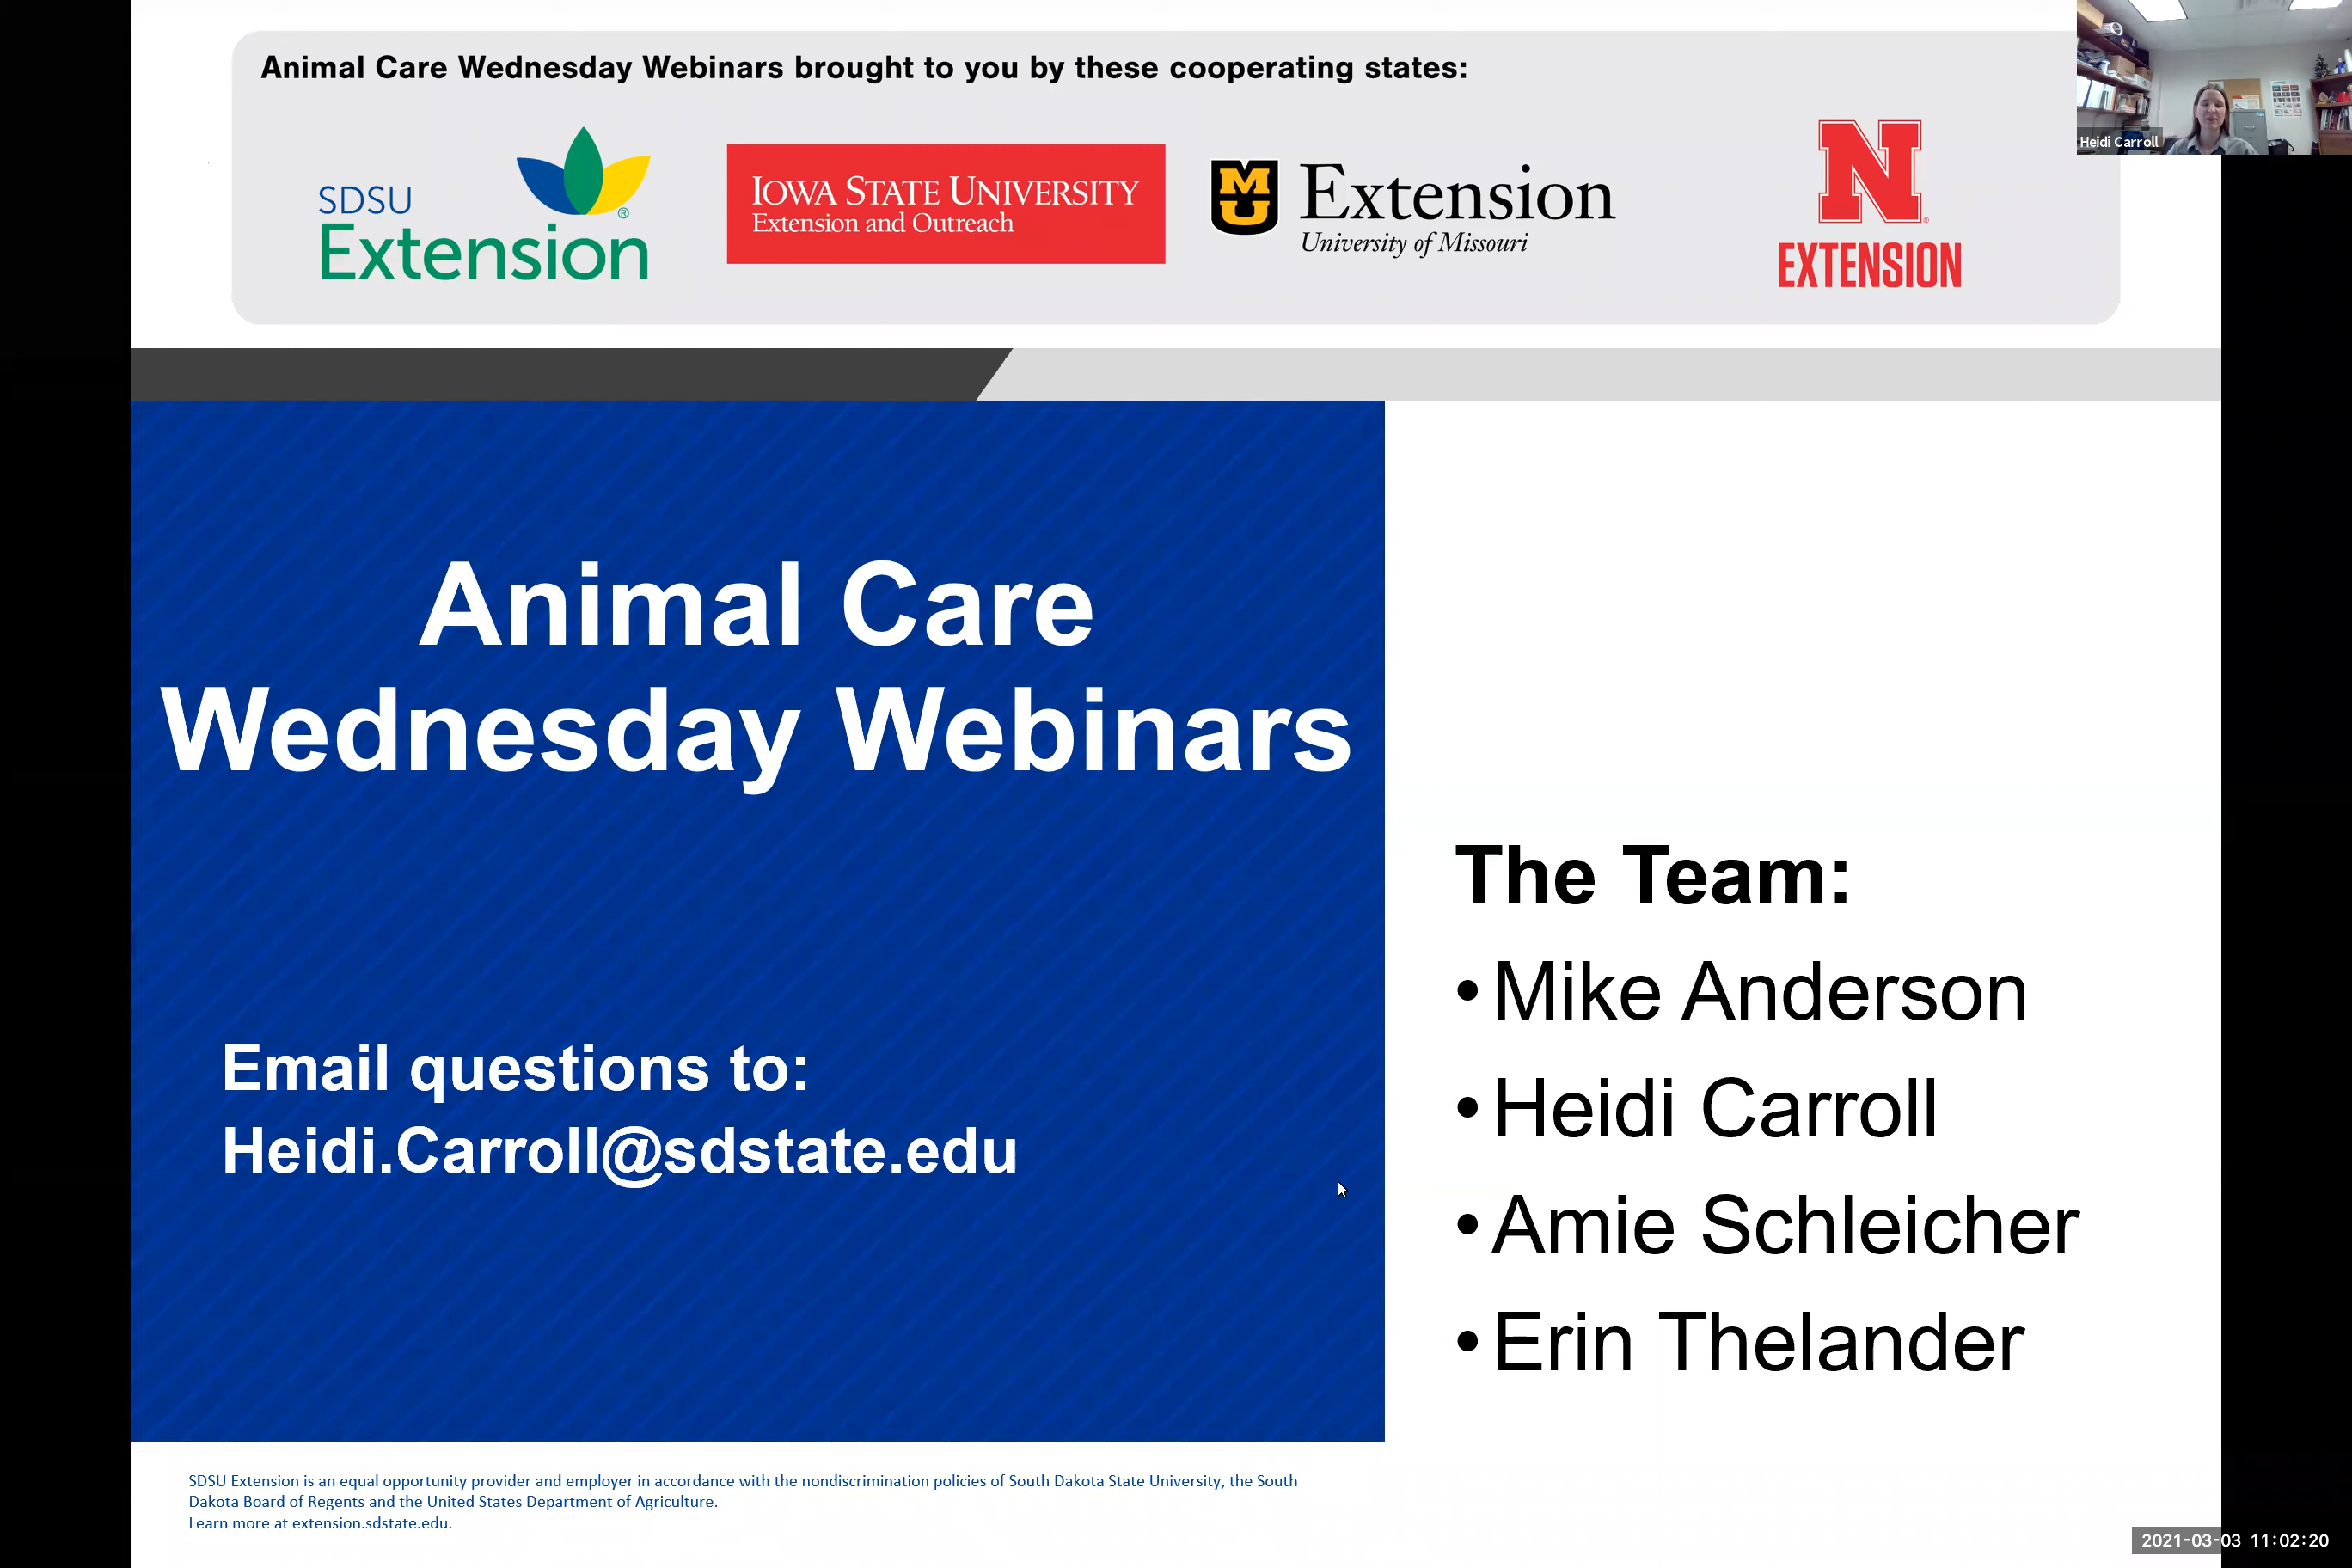 Animal Care Wednesday Webinars brought to you by these cooperating states:
Heidi Carroll
SDSU
Extension
®
IOWA STATE UNIVERSITY
Extension and Outreach
MU
Extension
University of Missouri
N
EXTENSION
Animal Care
Wednesday Webinars
Email questions to:
Heidi.Carroll@sdstate.edu
The Team:
•Mike Anderson
•Heidi Carroll
•Amie Schleicher
•Erin Thelander
SDSU Extension is an equal opportunity provider and employer in accordance with the nondiscrimination policies of South Dakota State University, the South
Dakota Board of Regents and the United States Department of Agriculture.
Learn more at extension.sdstate.edu.
2021-03-03 11:02:20